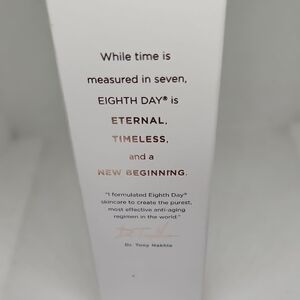 While time is
measured in seven,
EIGHTH DAY® is
ETERNAL,
TIMELESS,
and a
NEW BEGINNING.
"I formulated Eighth Day®
skincare to create the purest,
most effective anti-aging
regimen in the world."
Dr. Tony Nakhla